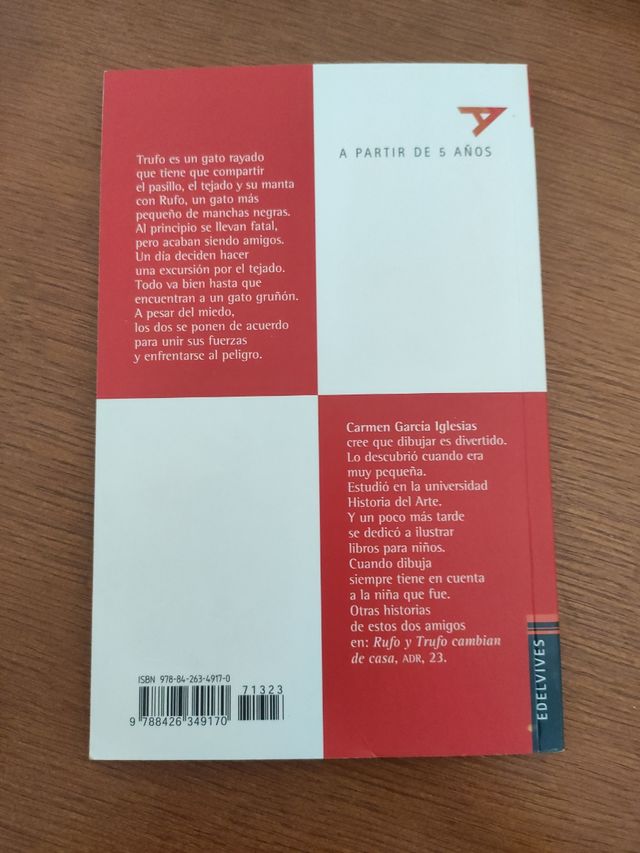 A PARTIR DE 5 AÑOS
Trufo es un gato rayado
que tiene que compartir
el pasillo, el tejado y su manta
con Rufo, un gato más
pequeño de manchas negras.
Al principio se llevan fatal,
pero acaban siendo amigos.
Un día deciden hacer
una excursión por el tejado.
Todo va bien hasta que
encuentran a un gato gruñón.
A pesar del miedo,
los dos se ponen de acuerdo
para unir sus fuerzas
y enfrentarse al peligro.
Carmen García Iglesias
cree que dibujar es divertido.
Lo descubrió cuando era
muy pequeña.
Estudió en la universidad
Historia del Arte.
Y un poco más tarde
se dedicó a ilustrar
libros para niños.
Cuando dibuja
siempre tiene en cuenta
a la niña que fue.
Otras historias
de estos dos amigos
en: Rufo y Trufo cambian
de casa, ADR, 23.
ISBN 978-84-263-4917-0
71323
9 788426 349170
EDELVIVES